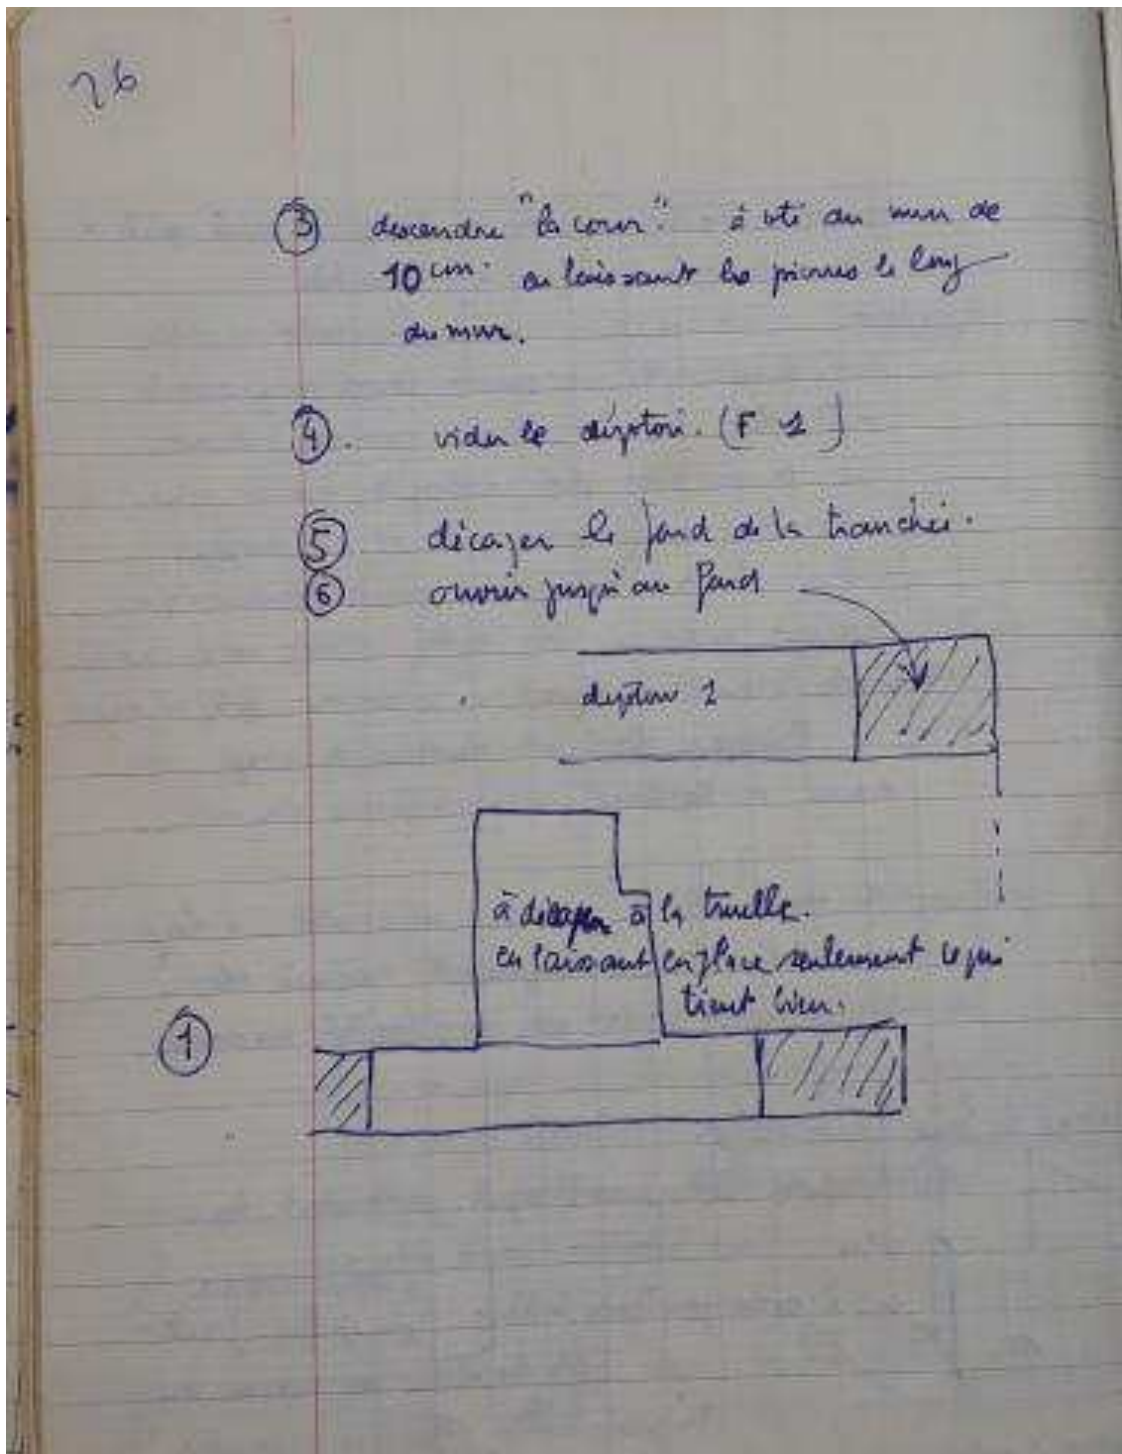 26
③ descendre "la cour". à côté du mur de
10 cm. en laissant les pierres le long
du mur.
④. vider le dépotoir. (F 1)
⑤ décaper le fond de la tranchée.
⑥ ouvrir jusqu'au fond
dépotoir 1
à décaper à la truelle.
en laissant en place seulement ce qui
tient bien.
①